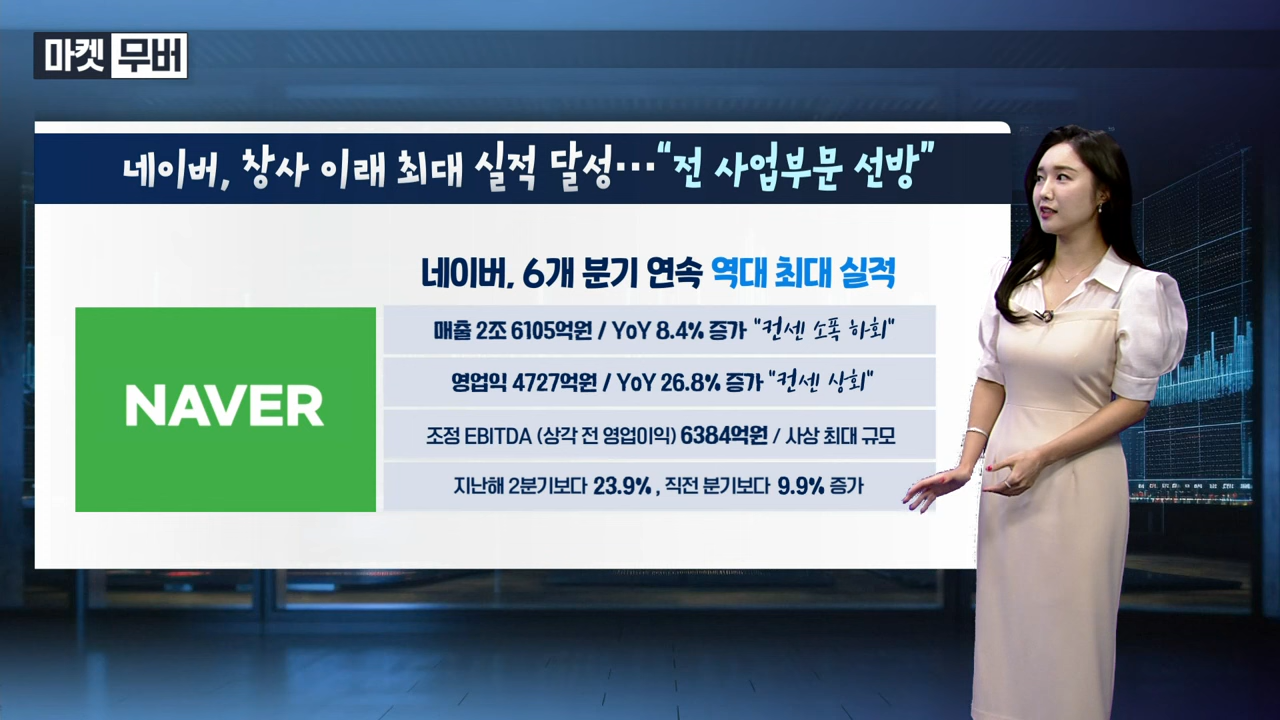 마켓무버
네이버, 창사 이래 최대 실적 달성…“전 사업부문 선방”
네이버, 6개 분기 연속 역대 최대 실적
NAVER
매출 2조 6105억원 / YoY 8.4% 증가 "컨센 소폭 하회"
영업익 4727억원 / YoY 26.8% 증가 "컨센 상회"
조정 EBITDA (상각 전 영업이익) 6384억원 / 사상 최대 규모
지난해 2분기보다 23.9% , 직전 분기보다 9.9% 증가